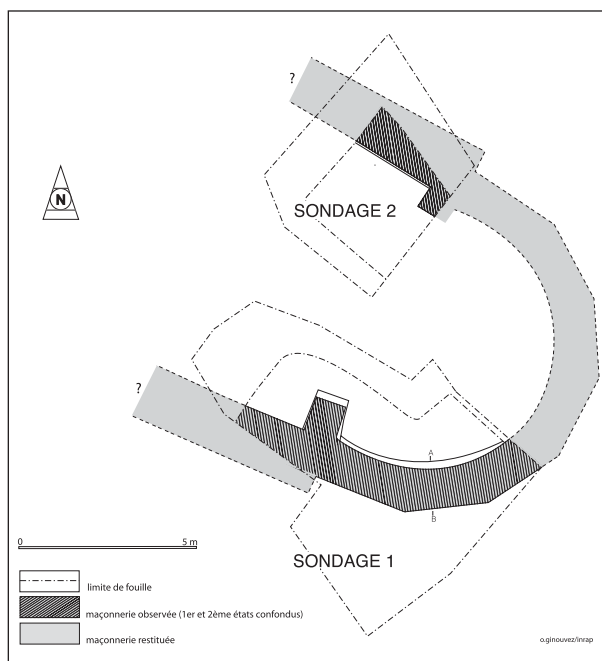 ?
SONDAGE 2
N
?
A
B
0 5 m
SONDAGE 1
limite de fouille
maçonnerie observée (1er et 2ème états confondus)
maçonnerie restituée
o.ginouvez/inrap